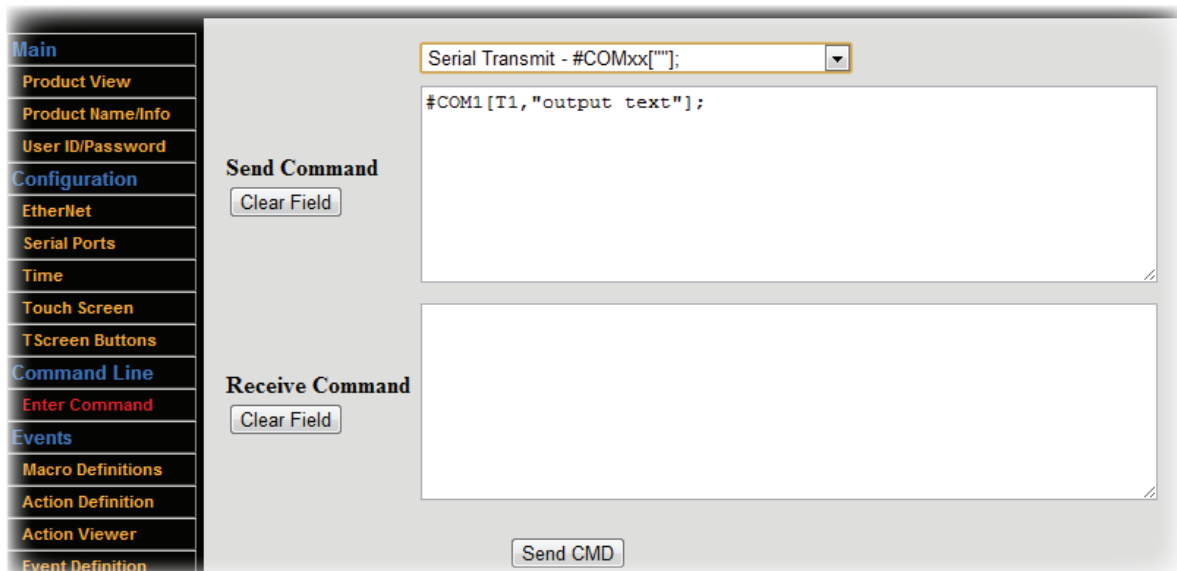 Main
Product View
Product Name/Info
User ID/Password
Configuration
EtherNet
Serial Ports
Time
Touch Screen
TScreen Buttons
Command Line
Enter Command
Events
Macro Definitions
Action Definition
Action Viewer
Event Definition
Serial Transmit - #COMxx[""];
Send Command
Clear Field
#COM1[T1,"output text"];
Receive Command
Clear Field
Send CMD